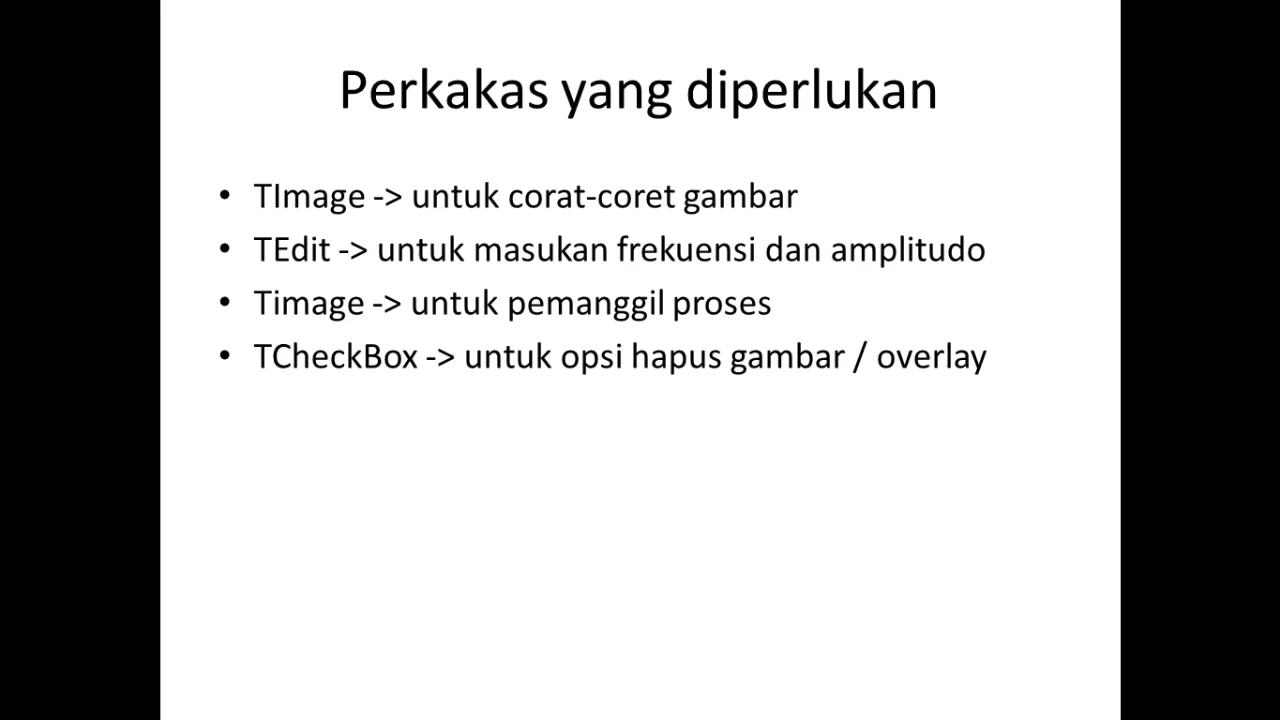 Perkakas yang diperlukan
• TImage -> untuk corat-coret gambar
• TEdit -> untuk masukan frekuensi dan amplitudo
• Timage -> untuk pemanggil proses
• TCheckBox -> untuk opsi hapus gambar / overlay